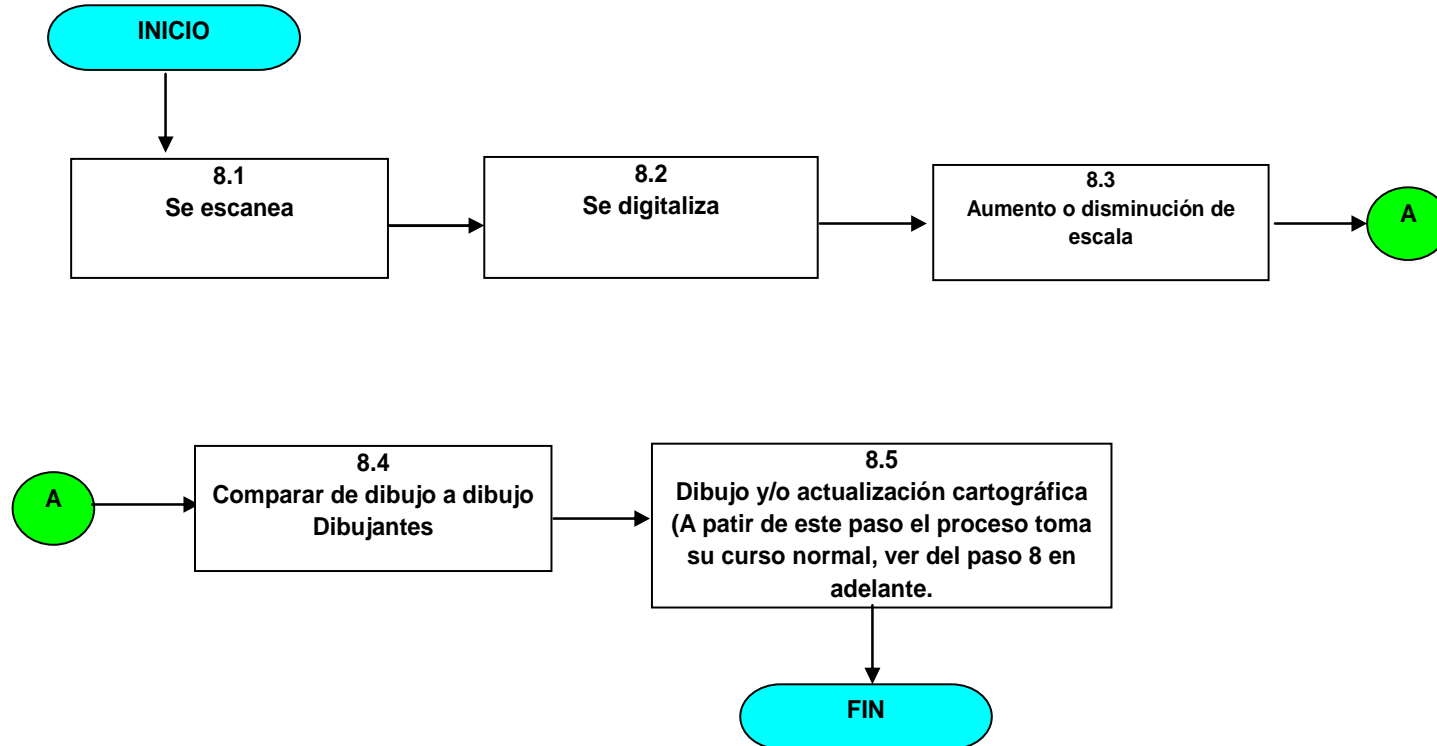 INICIO
8.1
Se escanea
8.2
Se digitaliza
8.3
Aumento o disminución de
escala
A
A
8.4
Comparar de dibujo a dibujo
Dibujantes
8.5
Dibujo y/o actualización cartográfica
(A patir de este paso el proceso toma
su curso normal, ver del paso 8 en
adelante.
FIN